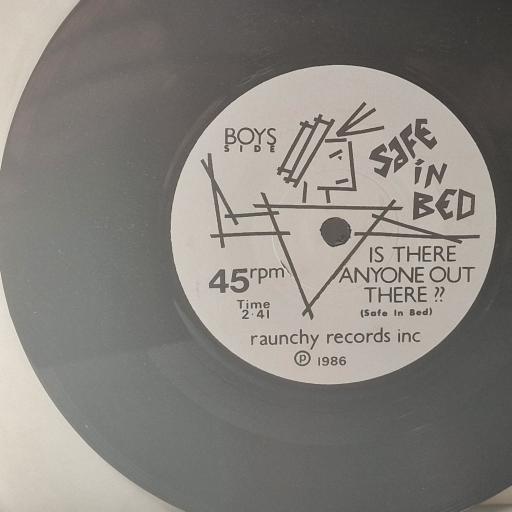 BOYS
SIDE
SAFE
iN
BED
IS THERE
ANYONE OUT
THERE ??
(Safe In Bed)
45rpm
Time
2·41
raunchy records inc
℗ 1986